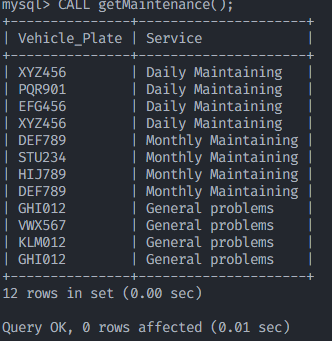 mysql> CALL getMaintenance();
+---------------+---------------------+
| Vehicle_Plate | Service             |
+---------------+---------------------+
| XYZ456        | Daily Maintaining   |
| PQR901        | Daily Maintaining   |
| EFG456        | Daily Maintaining   |
| XYZ456        | Daily Maintaining   |
| DEF789        | Monthly Maintaining |
| STU234        | Monthly Maintaining |
| HIJ789        | Monthly Maintaining |
| DEF789        | Monthly Maintaining |
| GHI012        | General problems    |
| VWX567        | General problems    |
| KLM012        | General problems    |
| GHI012        | General problems    |
+---------------+---------------------+
12 rows in set (0.00 sec)

Query OK, 0 rows affected (0.01 sec)